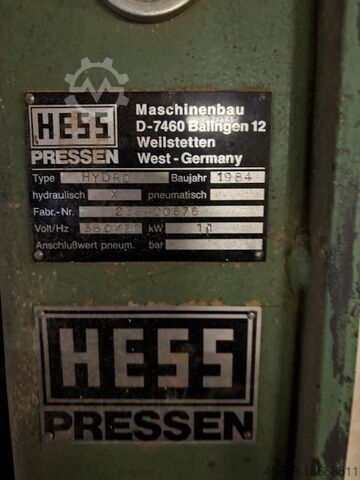 HESS
PRESSEN
Maschinenbau
D-7460 Balingen 12
Weilstetten
West-Germany
Type HYDRO Baujahr 1984
hydraulisch X pneumatisch
Fabr.-Nr.
Volt/Hz kW 11
Anschlußwert pneum. bar
HESS
PRESSEN